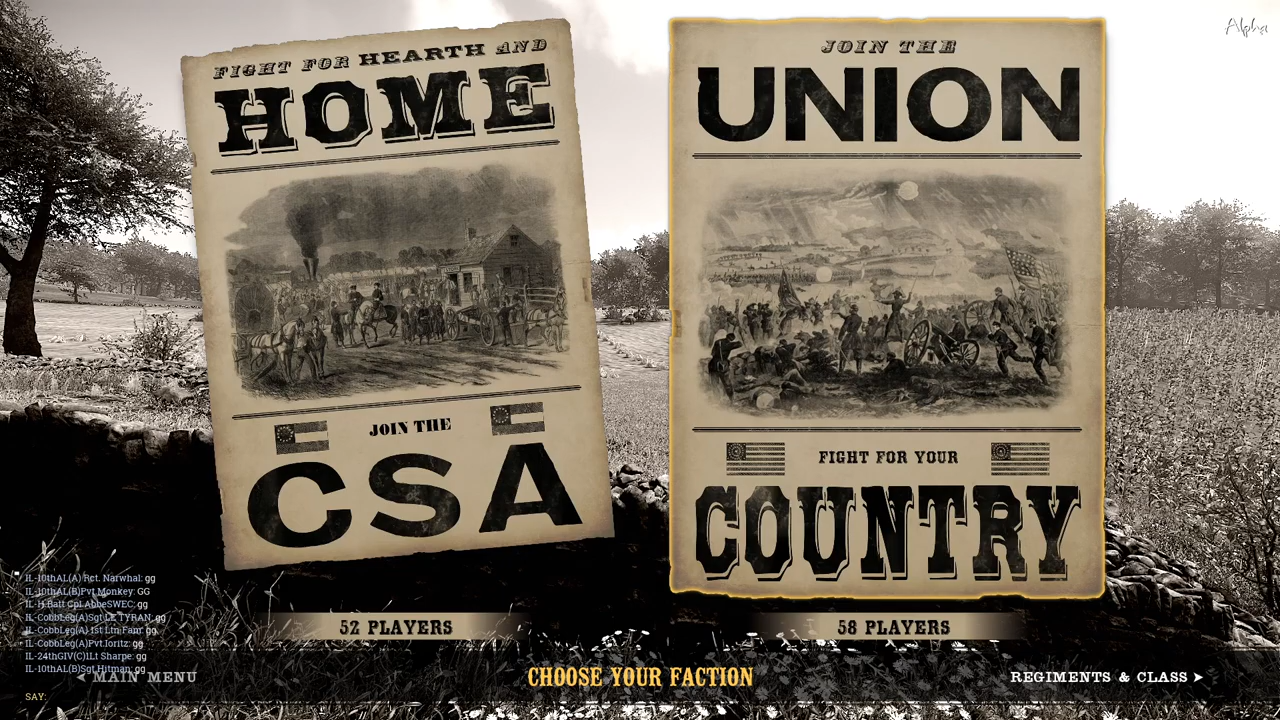 Alpha
FIGHT FOR HEARTH AND
HOME
JOIN THE
CSA
JOIN THE
UNION
FIGHT FOR YOUR
COUNTRY
IL-10thAL(A) Rct. Narwhal: gg
IL-10thAL(B)Pvt Monkey: GG
IL-H.Batt Cpl AbbeSWEC: gg
IL-CobbLeg(A)Sgt LE TYRAN: gg
IL-CobbLeg(A) 1st Ltn Fam: gg
IL-CobbLeg(A)Pvt Ioritz: gg
IL-24thGIV(C)1Lt Sharpe: gg
IL-10thAL(B)Sgt Hitman: gg
52 PLAYERS
58 PLAYERS
MAIN MENU
CHOOSE YOUR FACTION
REGIMENTS & CLASS
SAY: